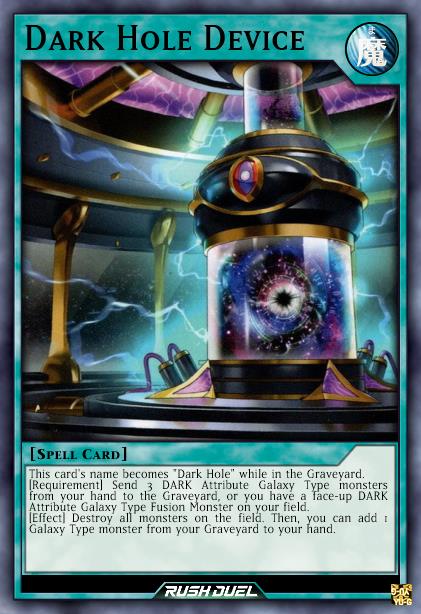 DARK HOLE DEVICE
ま
魔
[SPELL CARD]
This card's name becomes "Dark Hole" while in the Graveyard.
[Requirement] Send 3 DARK Attribute Galaxy Type monsters
from your hand to the Graveyard, or you have a face-up DARK
Attribute Galaxy Type Fusion Monster on your field.
[Effect] Destroy all monsters on the field. Then, you can add 1
Galaxy Type monster from your Graveyard to your hand.
RUSH DUEL